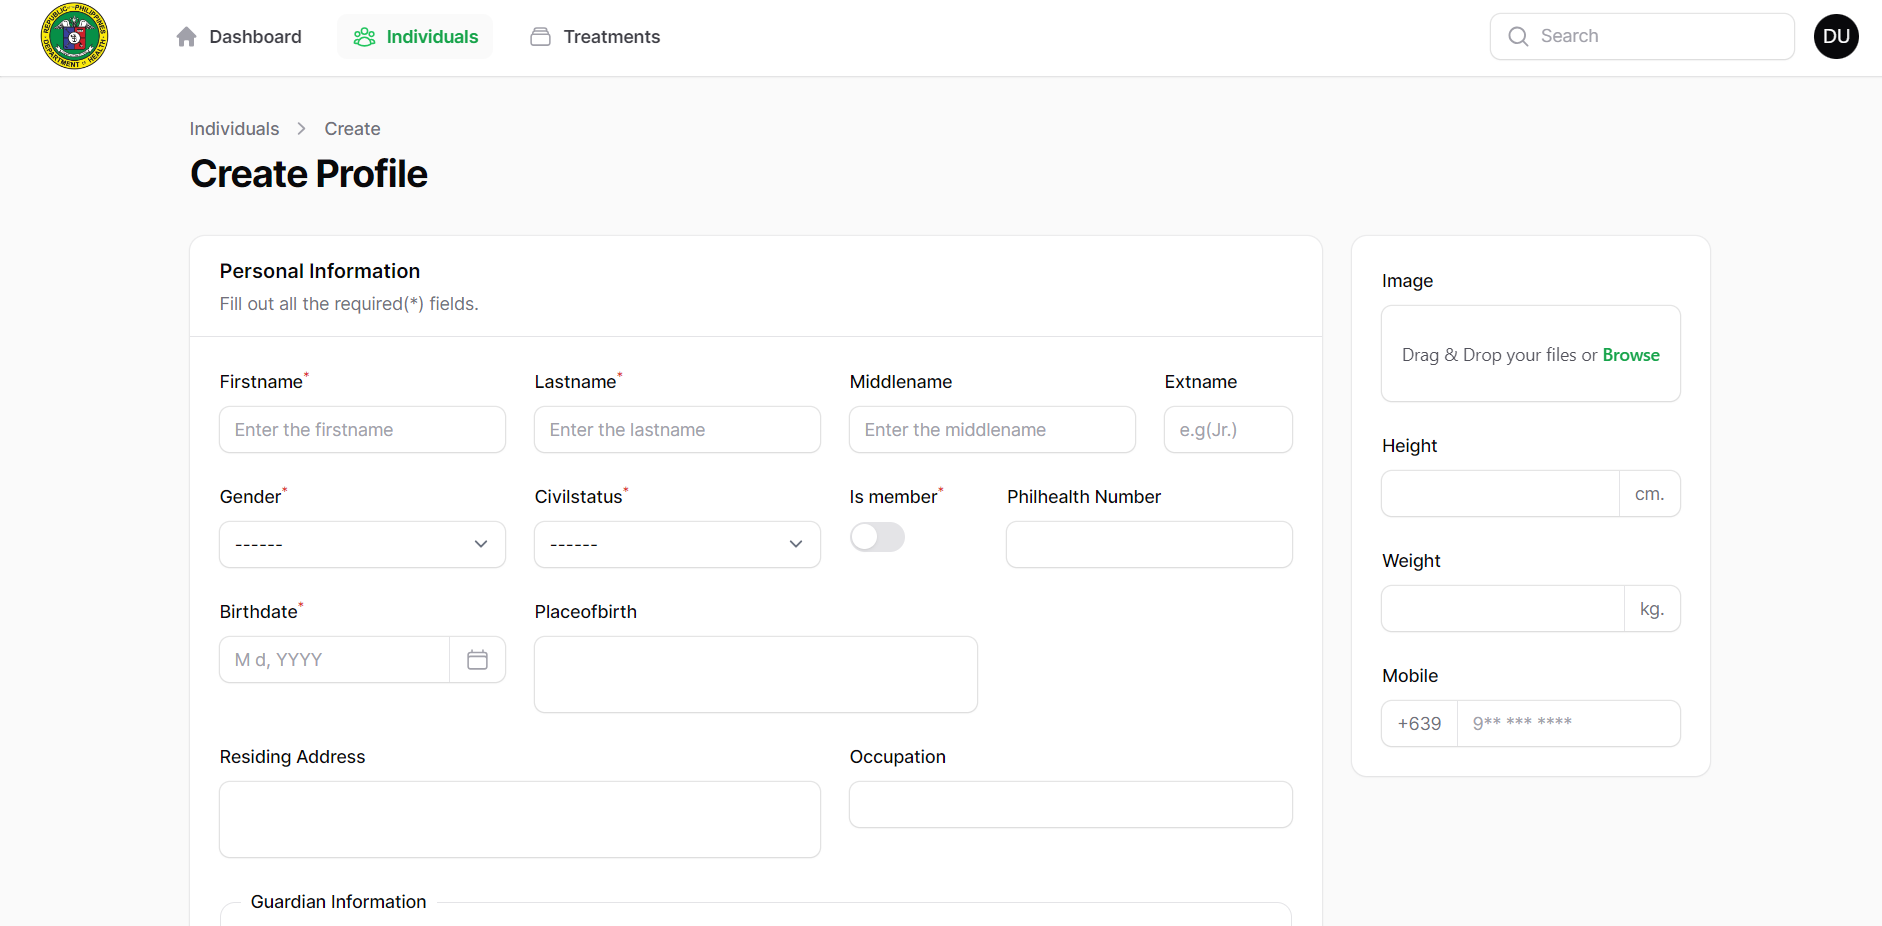 REPUBLIC PHILIPPINES
DEPARTMENT of HEALTH
Dashboard
Individuals
Treatments
Search
DU
Individuals > Create
Create Profile
Personal Information
Fill out all the required(*) fields.
Firstname* Lastname* Middlename Extname
Enter the firstname Enter the lastname Enter the middlename e.g(Jr.)
Gender* Civilstatus* Is member* Philhealth Number
------ ------
Birthdate* Placeofbirth
M d, YYYY
Residing Address Occupation
Guardian Information
Image
Drag & Drop your files or Browse
Height
cm.
Weight
kg.
Mobile
+639 9** *** ****